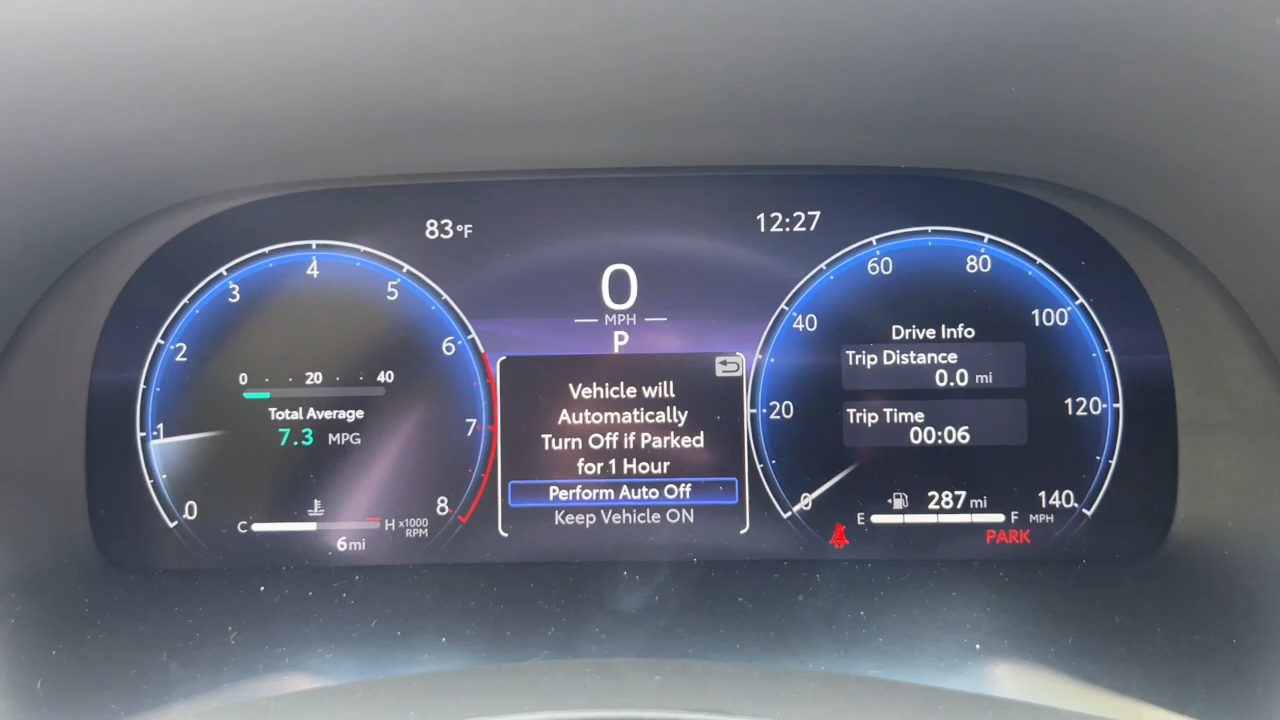 83°F
12:27
0
MPH
P
0 1 2 3 4 5 6 7 8
x1000
RPM
0 20 40
Total Average
7.3 MPG
C H
6 mi
Vehicle will
Automatically
Turn Off if Parked
for 1 Hour
Perform Auto Off
Keep Vehicle ON
0 20 40 60 80 100 120 140
MPH
Drive Info
Trip Distance
0.0 mi
Trip Time
00:06
287 mi
E F
PARK